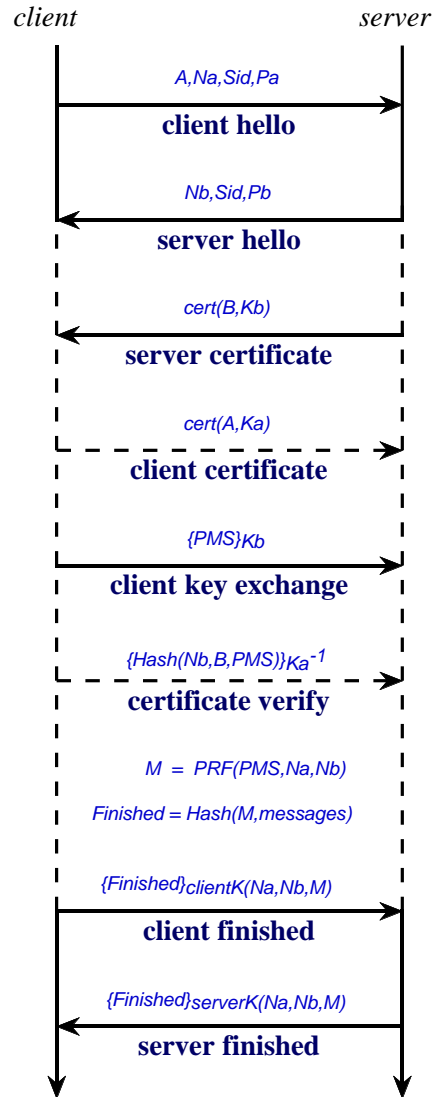 client server
A,Na,Sid,Pa
client hello
Nb,Sid,Pb
server hello
cert(B,Kb)
server certificate
cert(A,Ka)
client certificate
{PMS}Kb
client key exchange
{Hash(Nb,B,PMS)}Ka-1
certificate verify
M = PRF(PMS,Na,Nb)
Finished = Hash(M,messages)
{Finished}clientK(Na,Nb,M)
client finished
{Finished}serverK(Na,Nb,M)
server finished